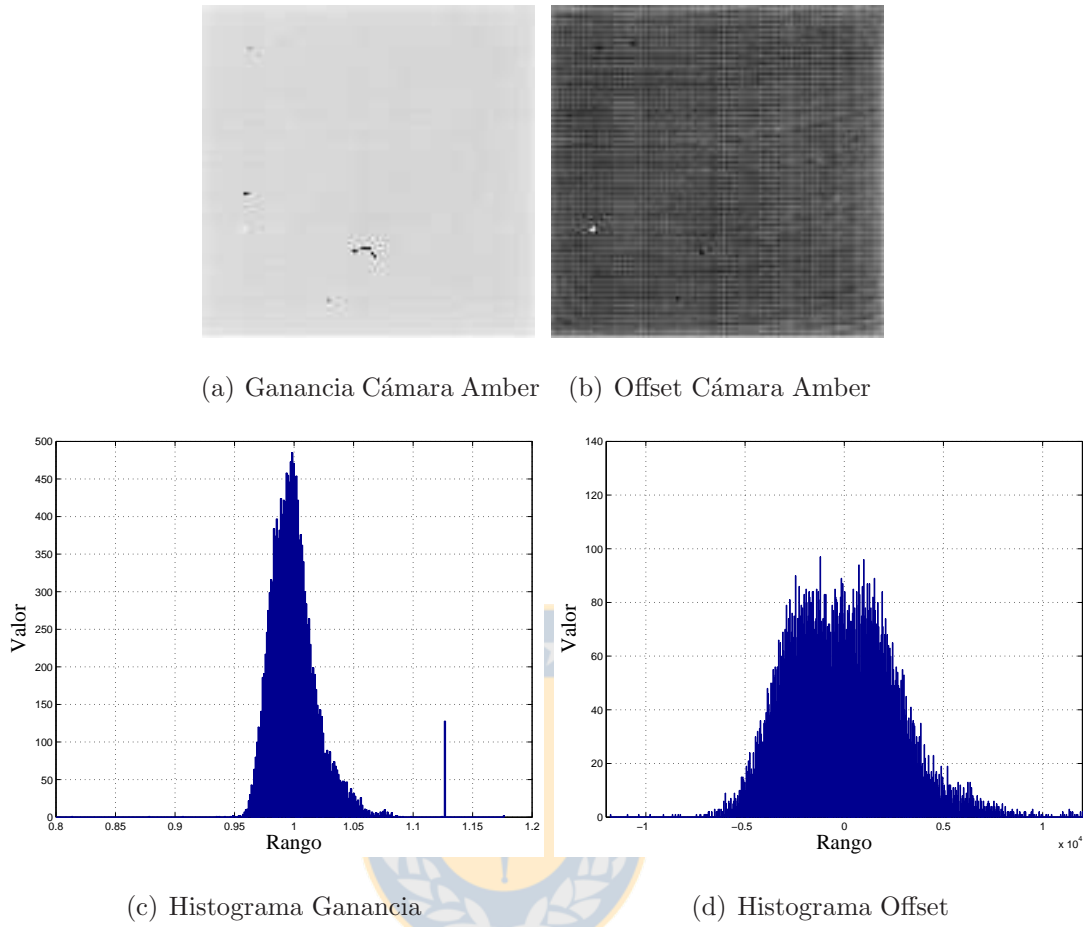 (a) Ganancia Cámara Amber (b) Offset Cámara Amber
500
450
400
350
300
250
200
150
100
50
0
0.8 0.85 0.9 0.95 1 1.05 1.1 1.15 1.2
Valor
Rango
140
120
100
80
60
40
20
0
−1 −0.5 0 0.5 1
x 10⁴
Valor
Rango
(c) Histograma Ganancia (d) Histograma Offset